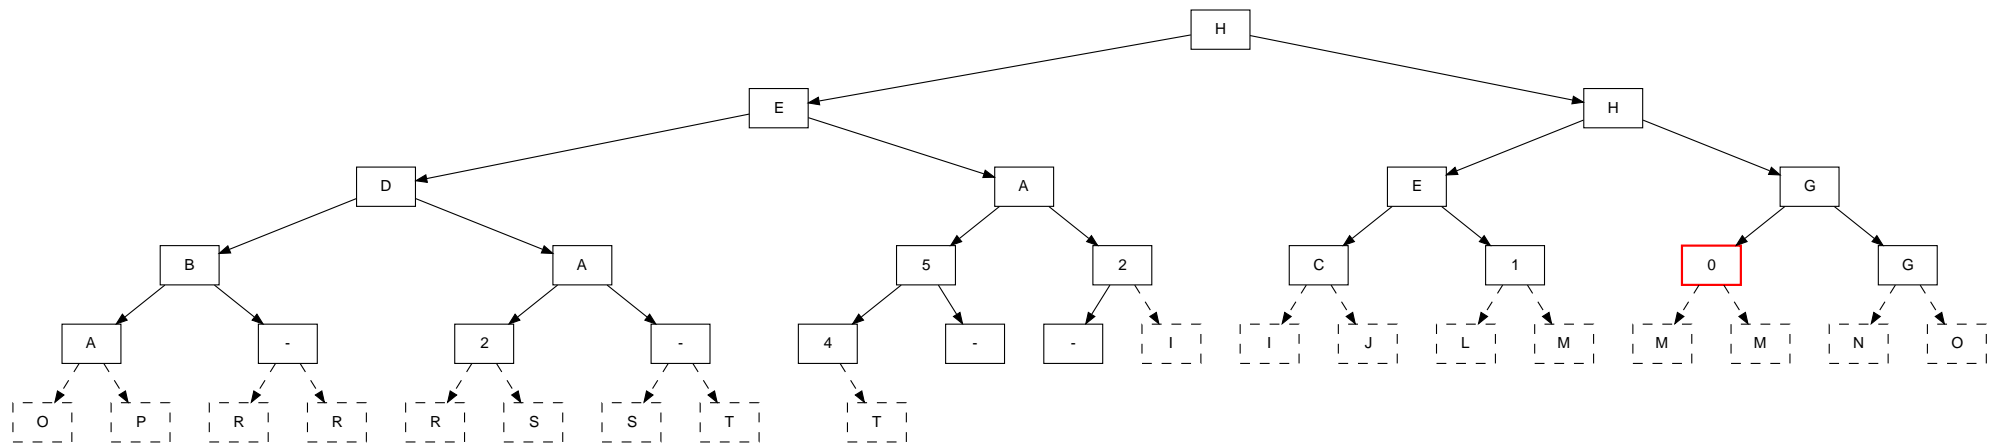 H
E H
D A E G
B A 5 2 C 1 0 G
A - 2 - 4 - - I I J L M M M N O
O P R R R S S T T